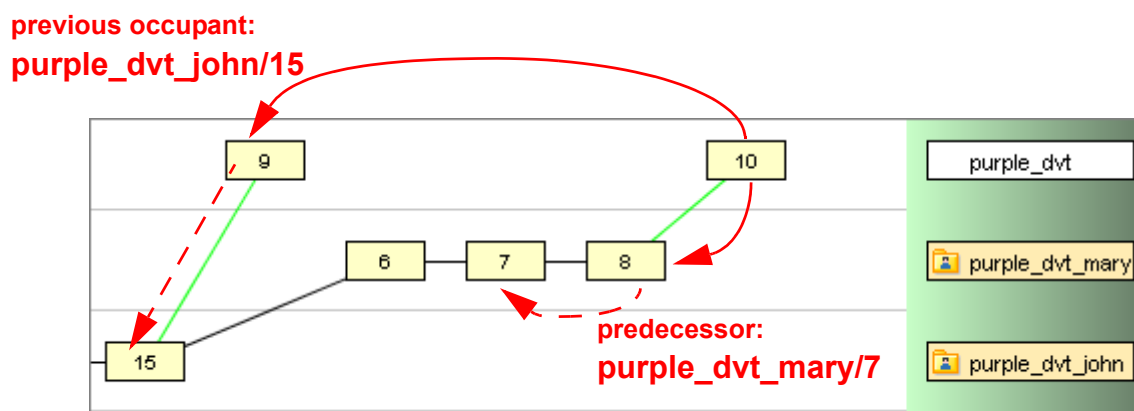 previous occupant:
purple_dvt_john/15
9
10
purple_dvt
6
7
8
purple_dvt_mary
predecessor:
purple_dvt_mary/7
15
purple_dvt_john